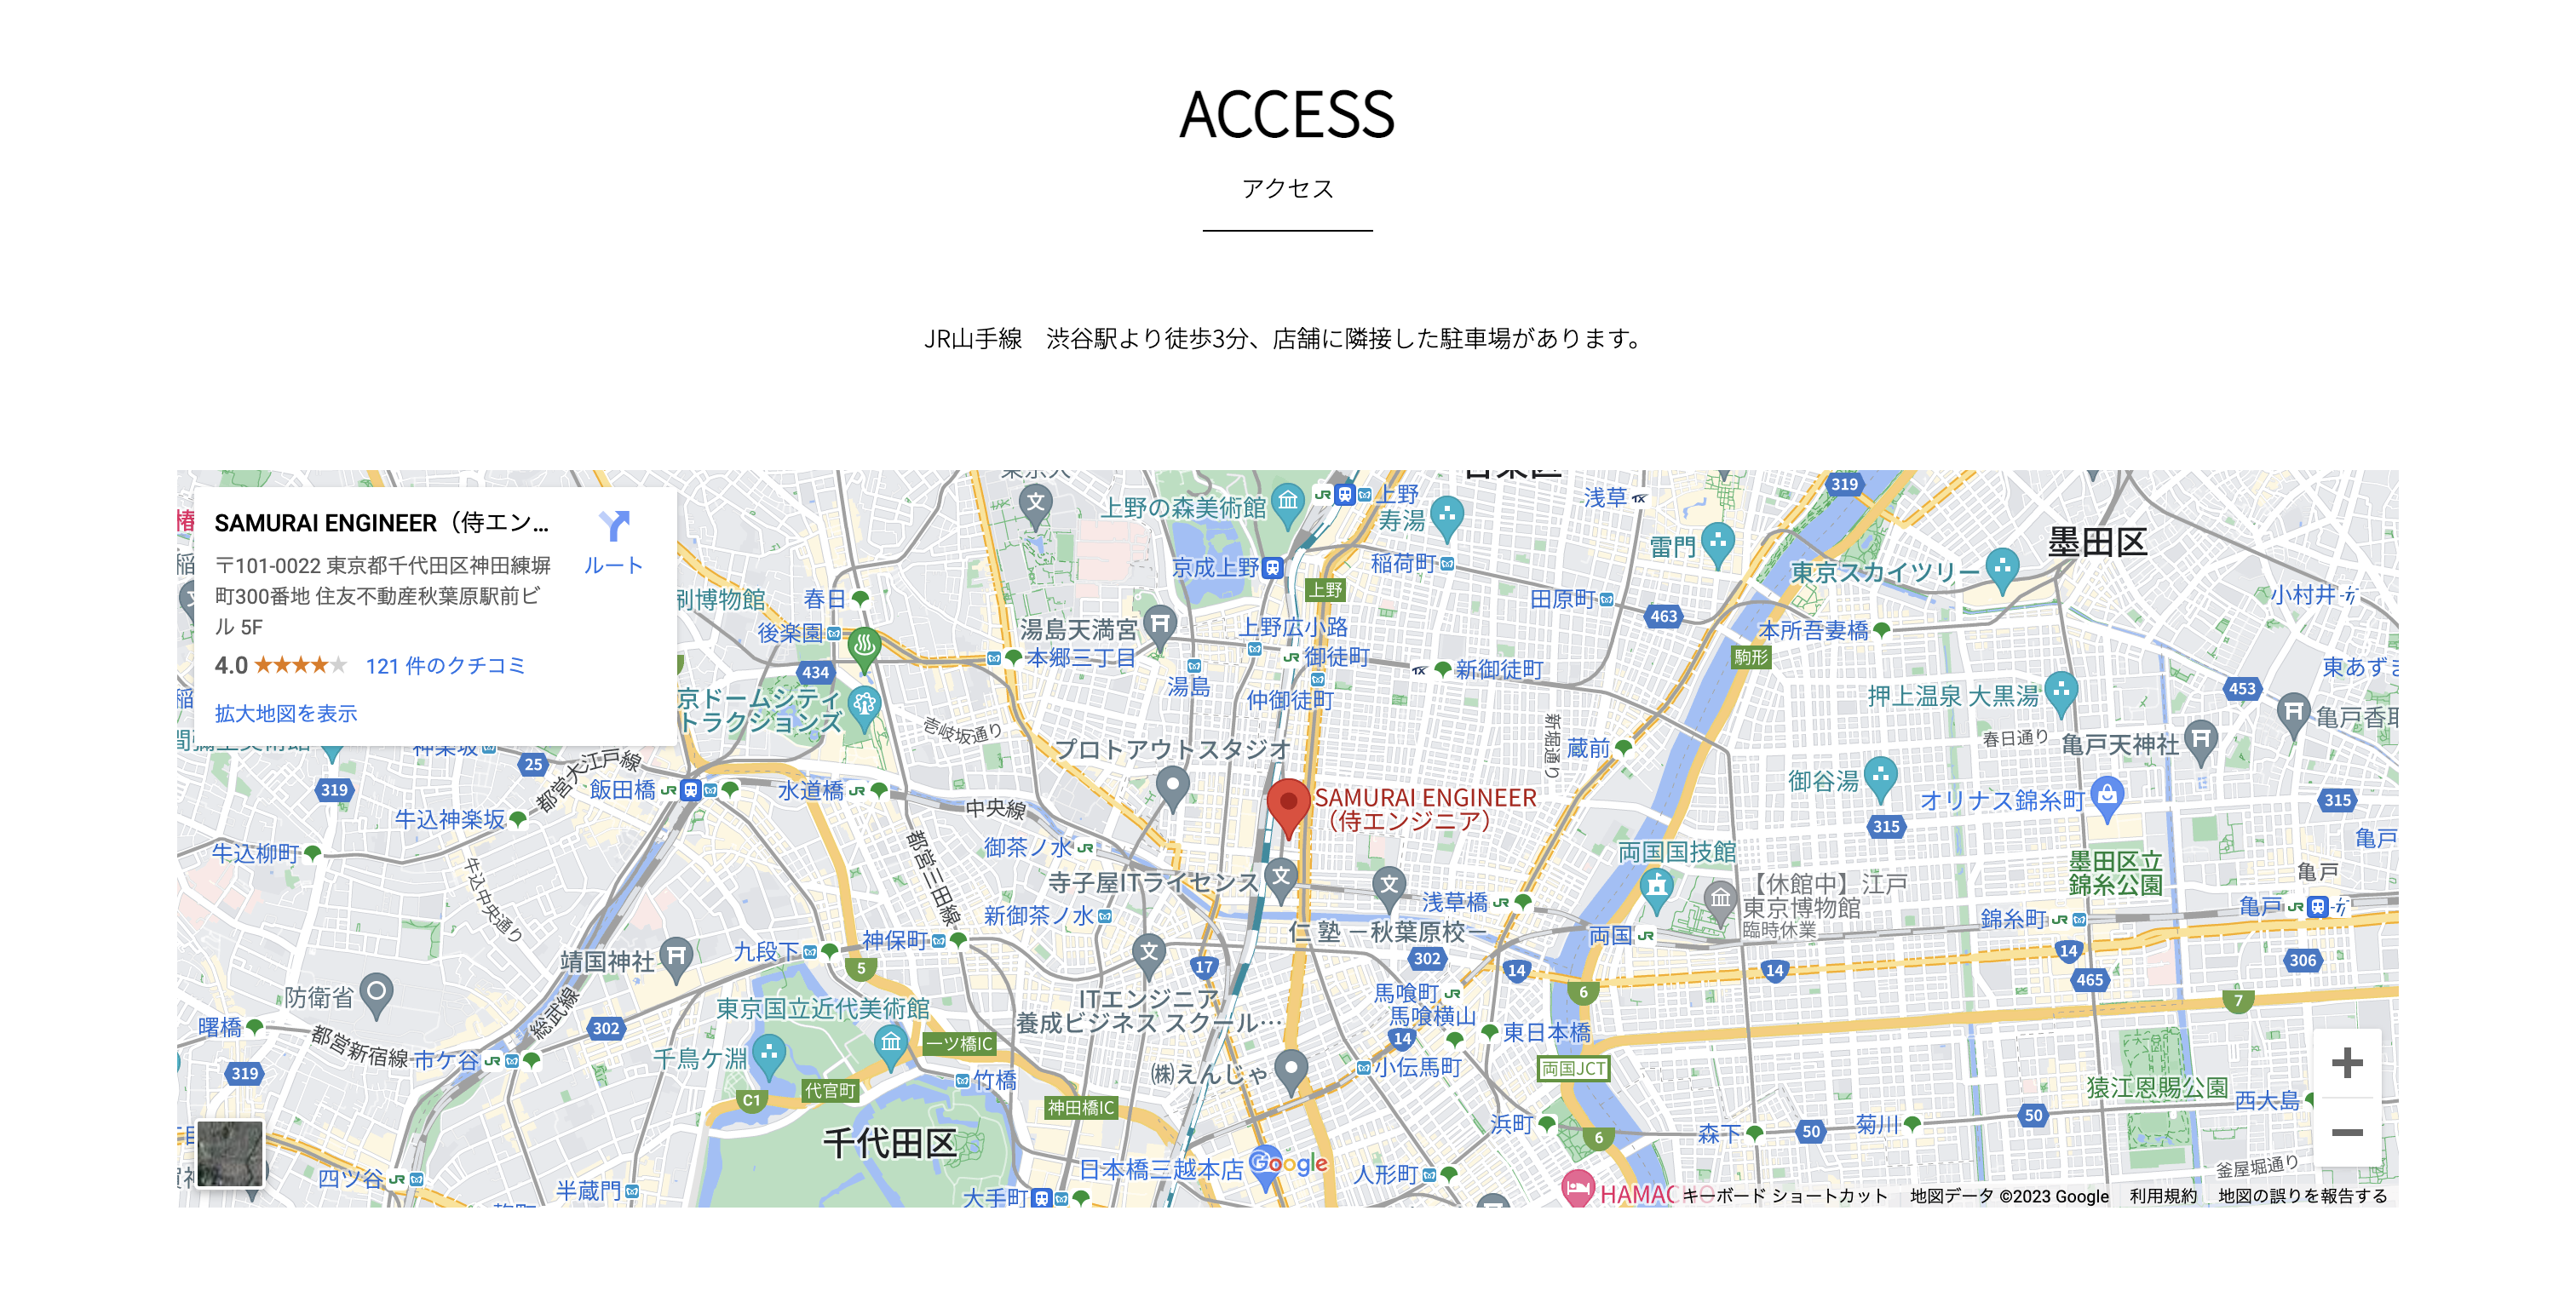 ACCESS
アクセス
JR山手線　渋谷駅より徒歩3分、店舗に隣接した駐車場があります。
SAMURAI ENGINEER（侍エン...
〒101-0022 東京都千代田区神田練塀
町300番地 住友不動産秋葉原駅前ビ
ル 5F
4.0
121 件のクチコミ
拡大地図を表示
ルート
上野の森美術館
上野
寿湯
浅草
319
雷門
墨田区
東京スカイツリー
京成上野
稲荷町
上野
田原町
463
小村井
春日
後楽園
湯島天満宮
上野広小路
本所吾妻橋
434
本郷三丁目
湯島
御徒町
仲御徒町
新御徒町
駒形
453
押上温泉 大黒湯
亀戸天神社
春日通り
壱岐坂通り
プロトアウトスタジオ
新堀通り
蔵前
25
都営大江戸線
319
飯田橋
水道橋
中央線
SAMURAI ENGINEER
（侍エンジニア）
御谷湯
オリナス錦糸町
315
315
牛込神楽坂
牛込柳町
牛込中央通り
都営三田線
御茶ノ水
両国国技館
墨田区立
錦糸公園
亀戸
亀戸
寺子屋ITライセンス
新御茶ノ水
浅草橋
【休館中】江戸
東京博物館
臨時休業
錦糸町
亀戸
仁 塾 －秋葉原校－
両国
靖国神社
九段下
神保町
5
17
302
14
14
14
465
306
防衛省
東京国立近代美術館
ITエンジニア
養成ビジネス スクール…
馬喰町
馬喰横山
6
7
曙橋
都営新宿線
総武線
302
市ケ谷
千鳥ケ淵
一ツ橋IC
14
東日本橋
319
代官町
C1
竹橋
㈱えんじゃ
小伝馬町
両国JCT
神田橋IC
猿江恩賜公園
西大島
千代田区
浜町
6
森下
50
菊川
50
四ツ谷
半蔵門
大手町
日本橋三越本店
Google
人形町
釜屋堀通り
キーボード ショートカット
地図データ ©2023 Google
利用規約
地図の誤りを報告する